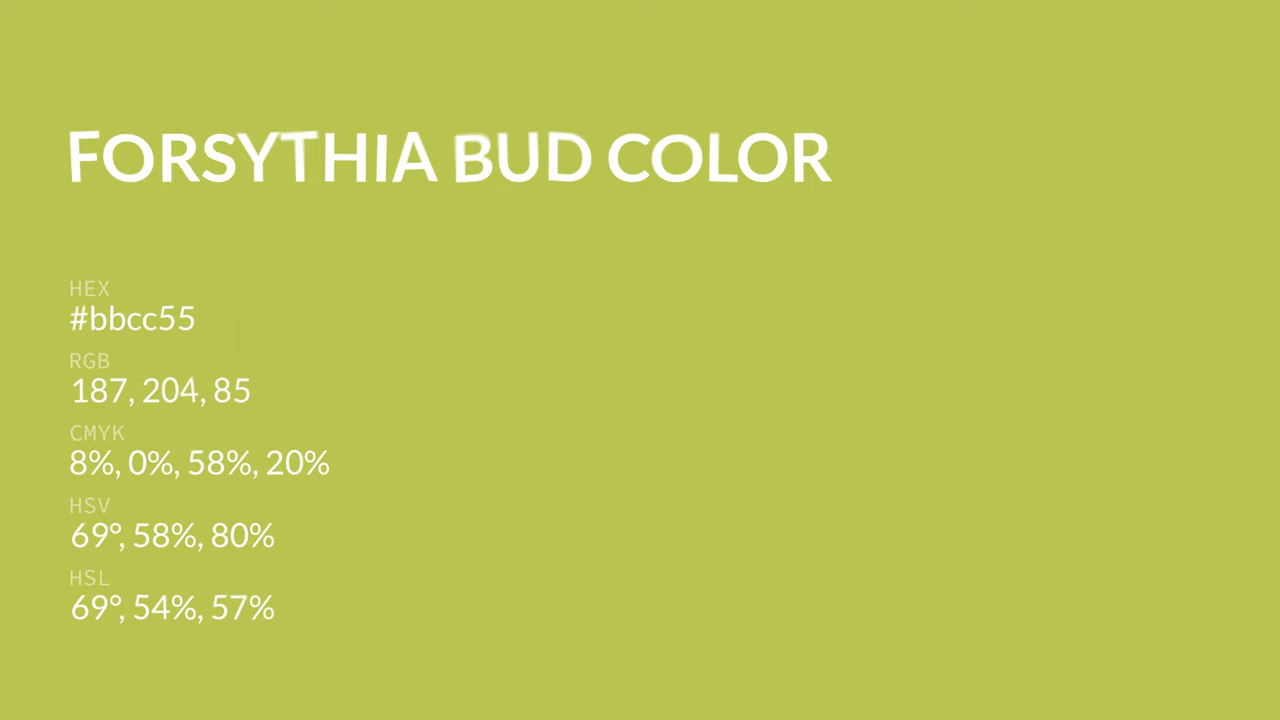 FORSYTHIA BUD COLOR
HEX
#bbcc55
RGB
187, 204, 85
CMYK
8%, 0%, 58%, 20%
HSV
69°, 58%, 80%
HSL
69°, 54%, 57%